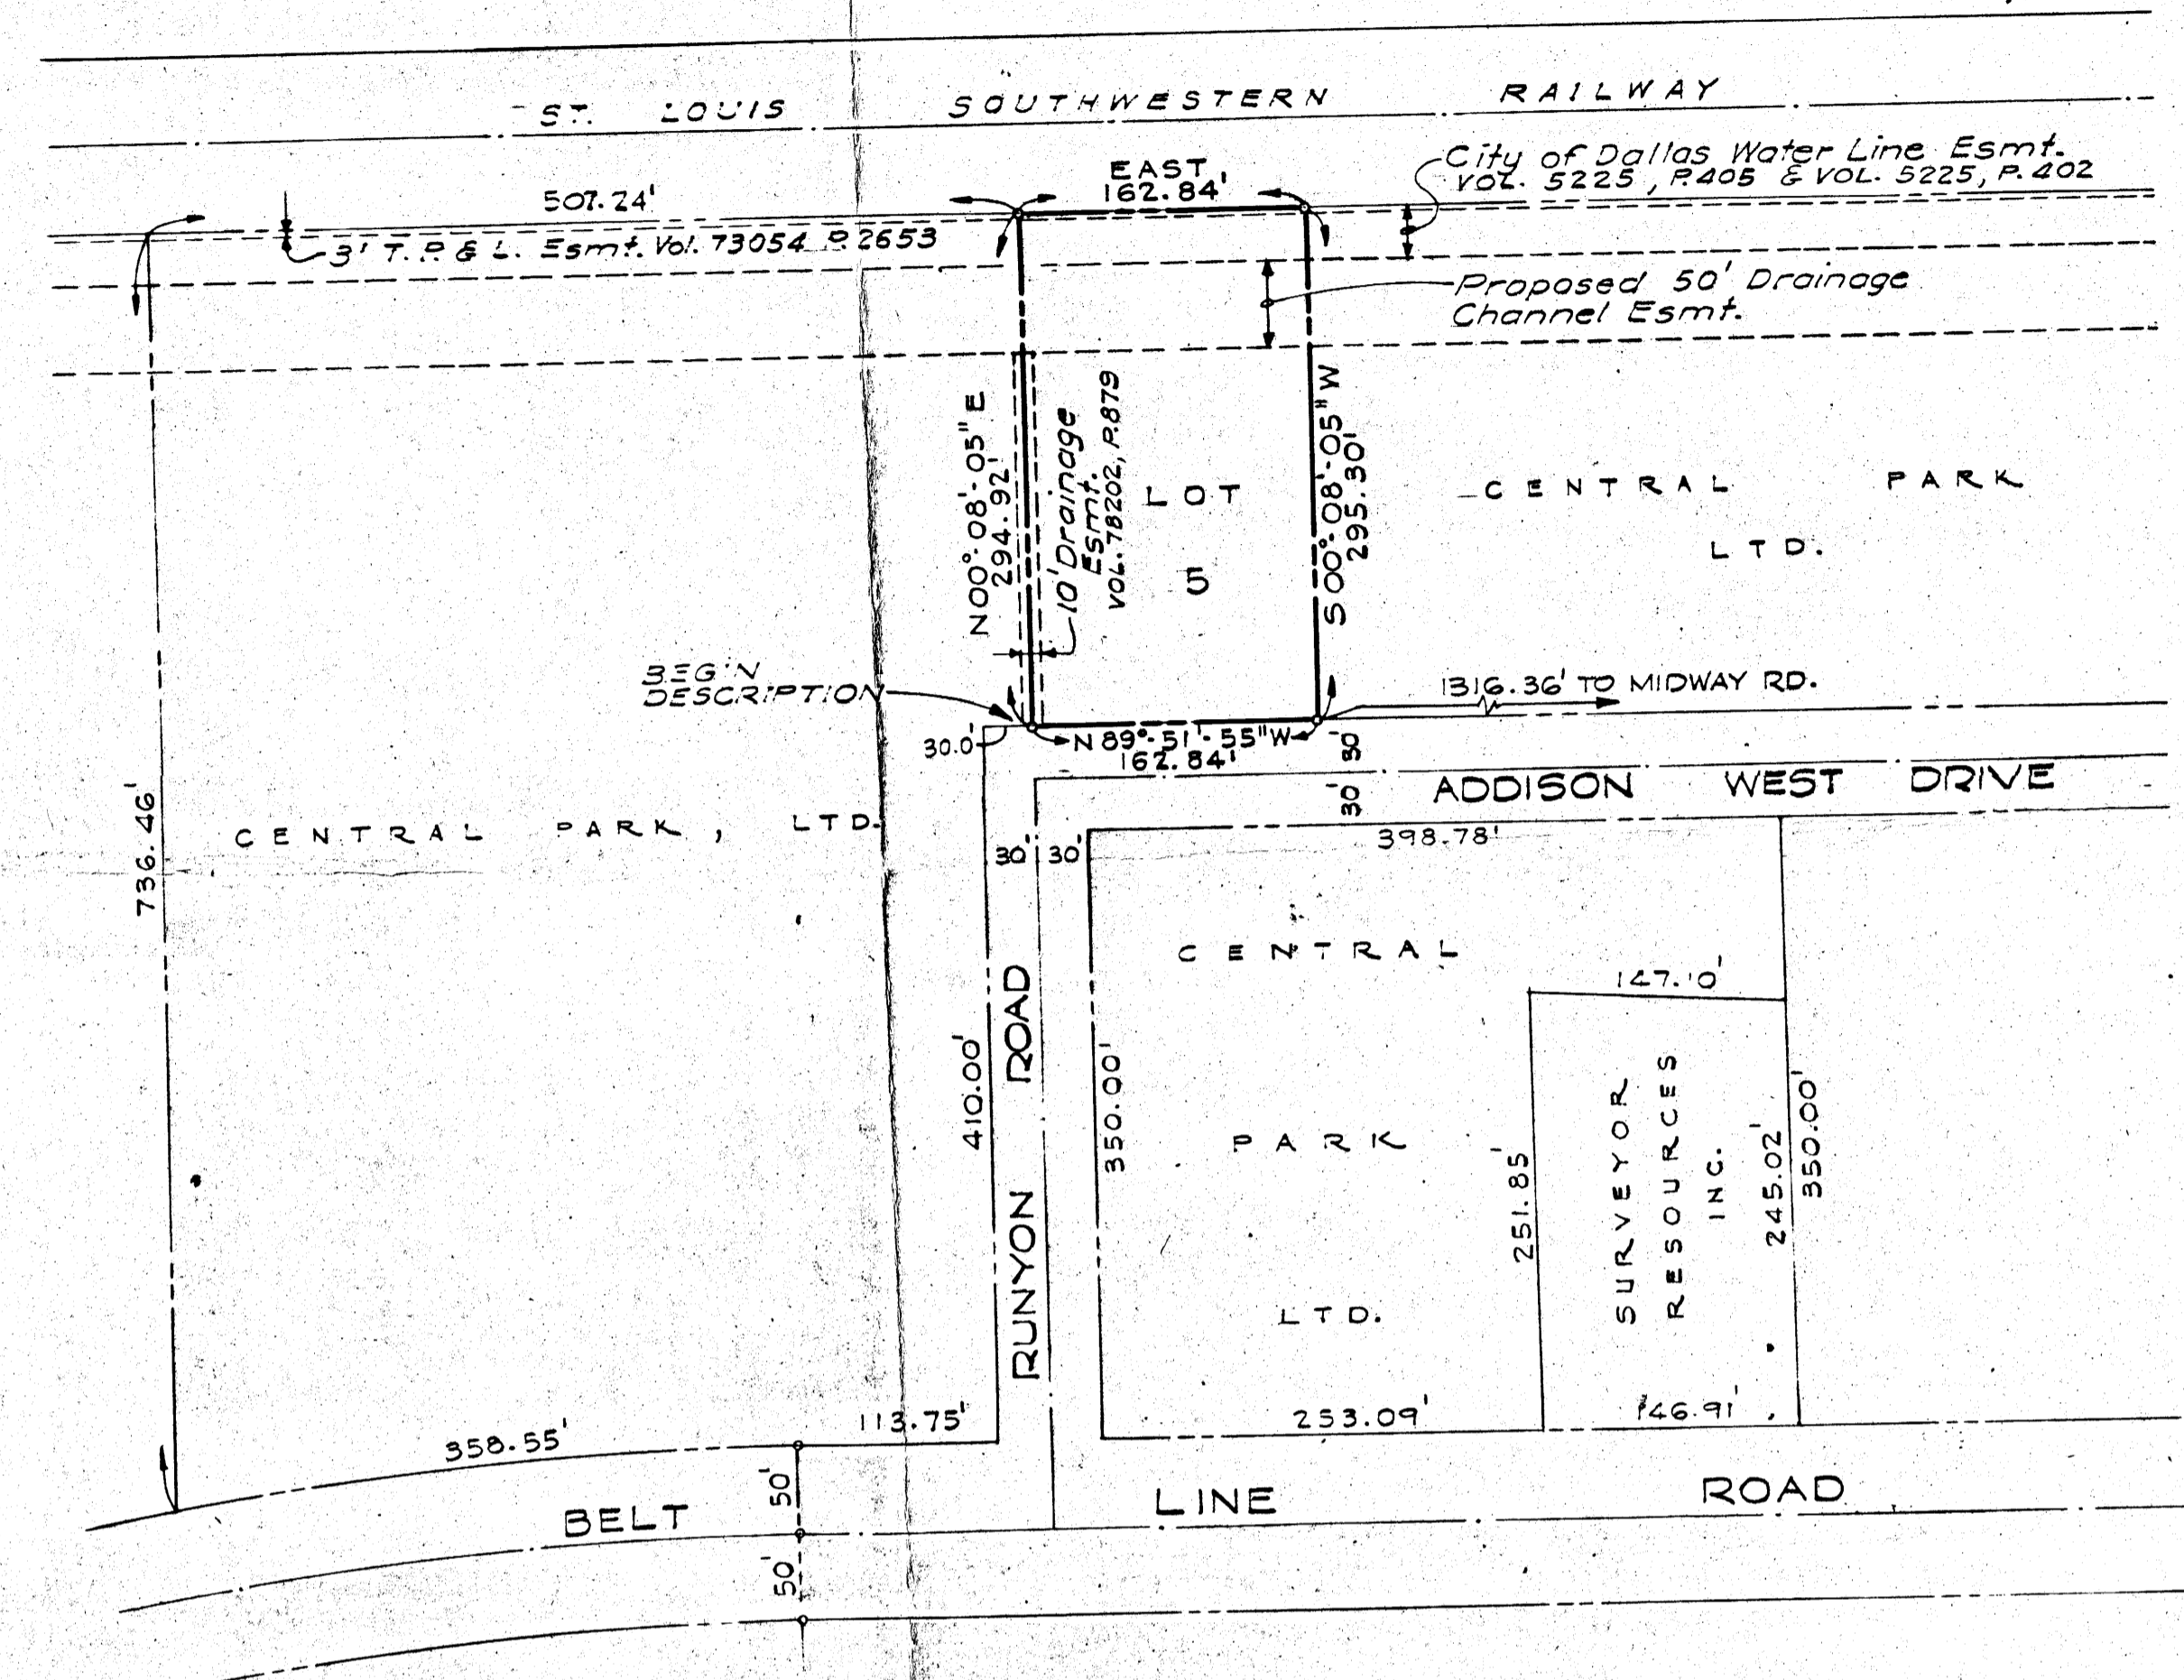 ST. LOUIS SOUTHWESTERN RAILWAY
City of Dallas Water Line Esmt.
VOL. 5225, P.405 & VOL. 5225, P.402
EAST
162.84'
507.24'
3' T.P. & L. Esmt. Vol. 73054 P.2653
Proposed 50' Drainage
Channel Esmt.
N00°-08'-05"E
294.92'
10' Drainage
Esmt.
VOL. 78202, P.879
LOT
5
S00°-08'-05"W
295.30'
CENTRAL PARK
LTD.
BEGIN
DESCRIPTION
1316.36' TO MIDWAY RD.
30.0'
N89°-51'-55"W
162.84'
30'
30'
ADDISON WEST DRIVE
398.78'
736.46'
CENTRAL PARK, LTD.
30' 30'
CENTRAL
PARK
LTD.
147.10'
410.00'
RUNYON ROAD
350.00'
251.85'
SURVEYOR
RESOURCES
INC.
245.02'
350.00'
358.55'
113.75'
253.09'
146.91'
50'
50'
BELT LINE ROAD